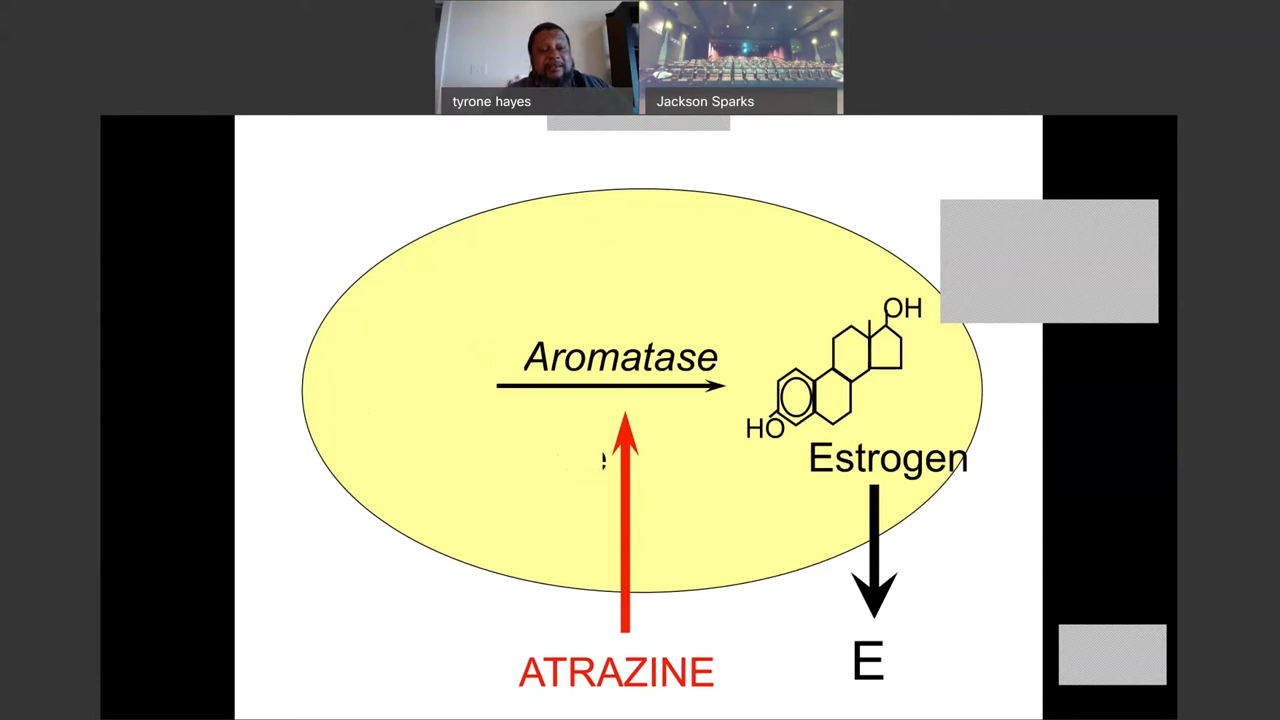 tyrone hayes
Jackson Sparks
OH
Aromatase
HO
Estrogen
e
ATRAZINE
E